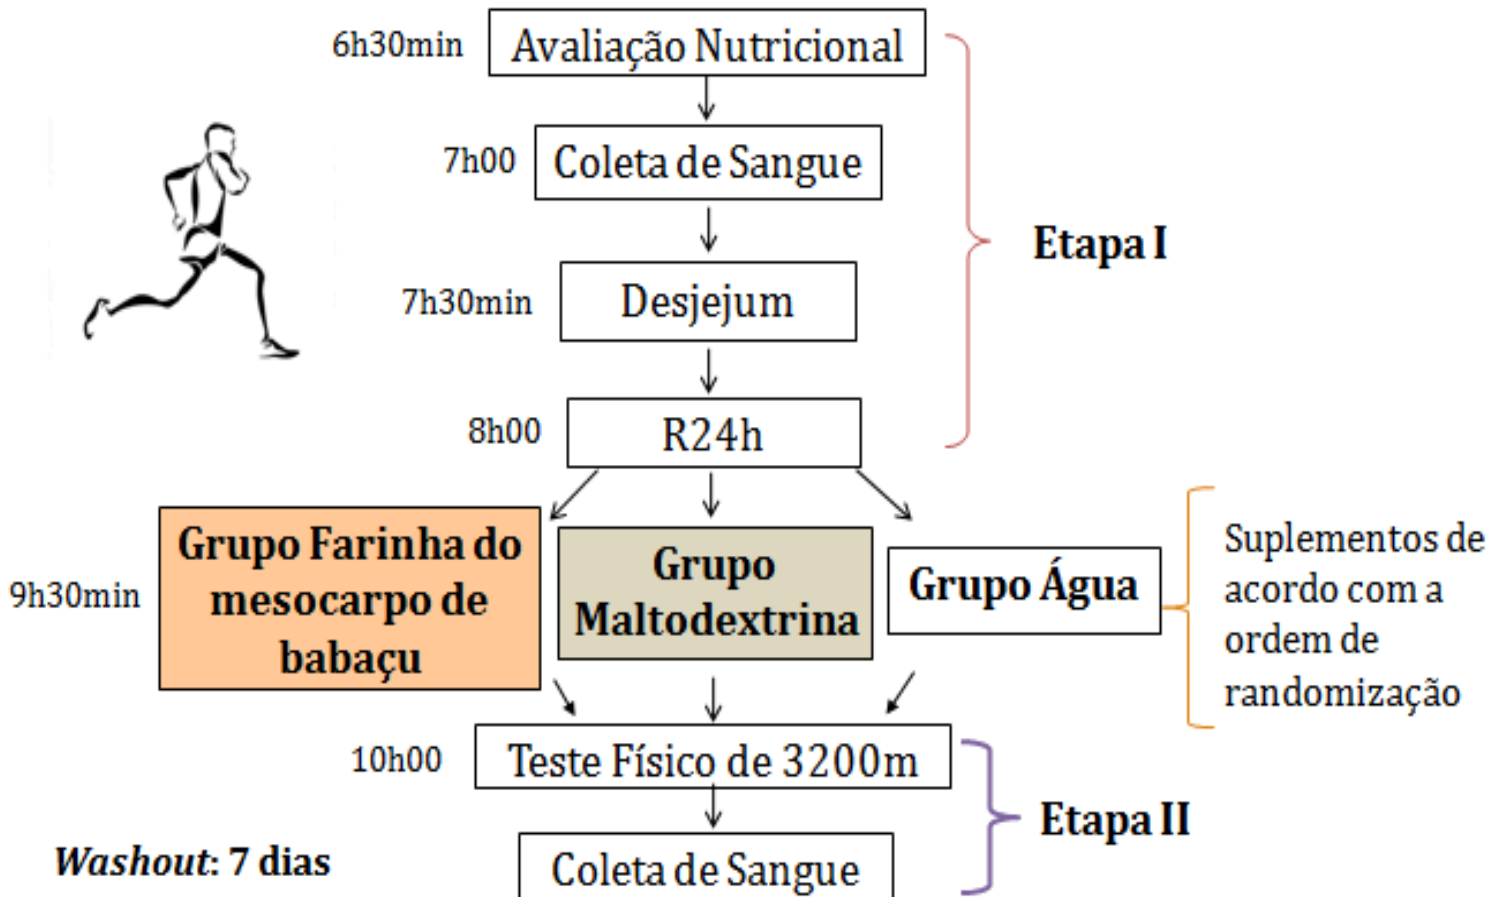 6h30min
Avaliação Nutricional
7h00
Coleta de Sangue
Etapa I
7h30min
Desjejum
8h00
R24h
9h30min
Grupo Farinha do
mesocarpo de
babaçu
Grupo
Maltodextrina
Grupo Água
Suplementos de
acordo com a
ordem de
randomização
10h00
Teste Físico de 3200m
Etapa II
Washout: 7 dias
Coleta de Sangue